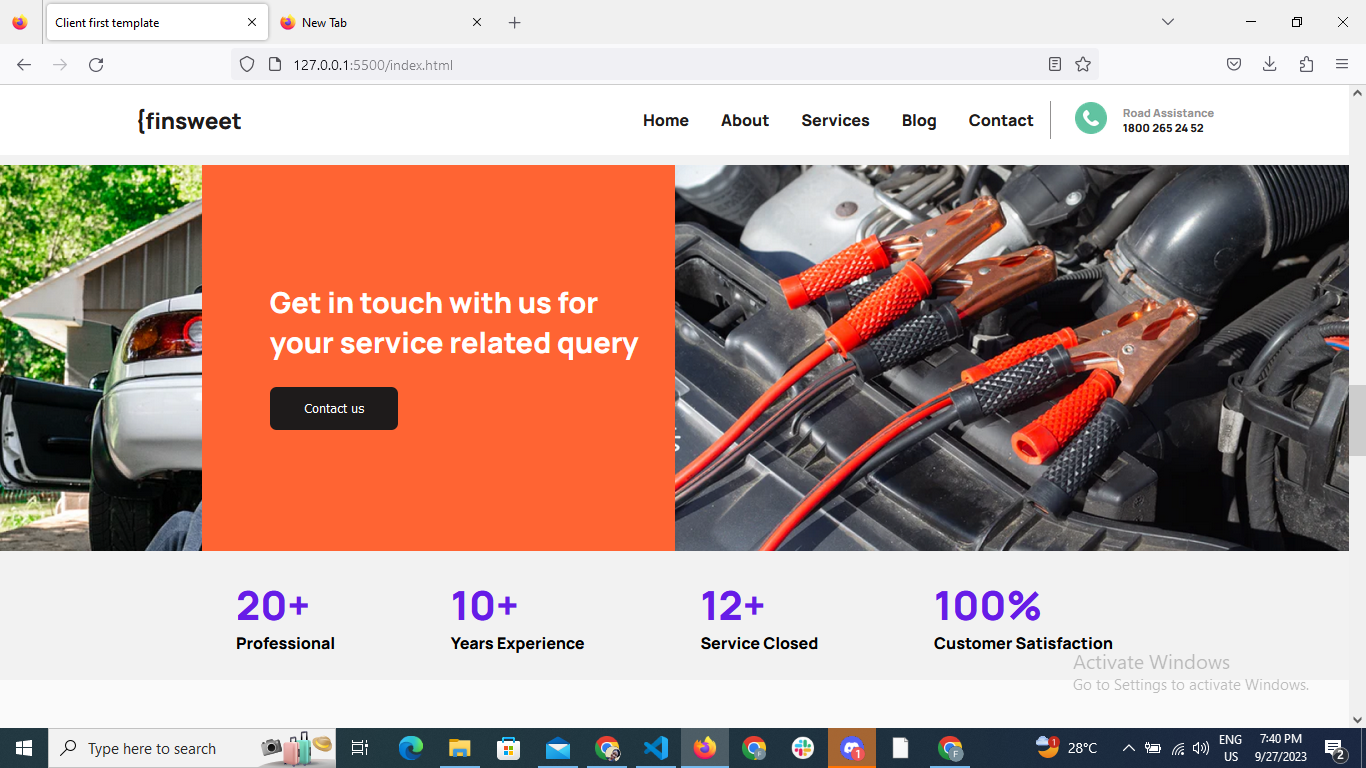 Client first template
New Tab
127.0.0.1:5500/index.html
{finsweet
Home
About
Services
Blog
Contact
Road Assistance
1800 265 24 52
Get in touch with us for
your service related query
Contact us
20+
Professional
10+
Years Experience
12+
Service Closed
100%
Customer Satisfaction
Activate Windows
Go to Settings to activate Windows.
Type here to search
F
F
1
1
28°C
ENG
US
7:40 PM
9/27/2023
2